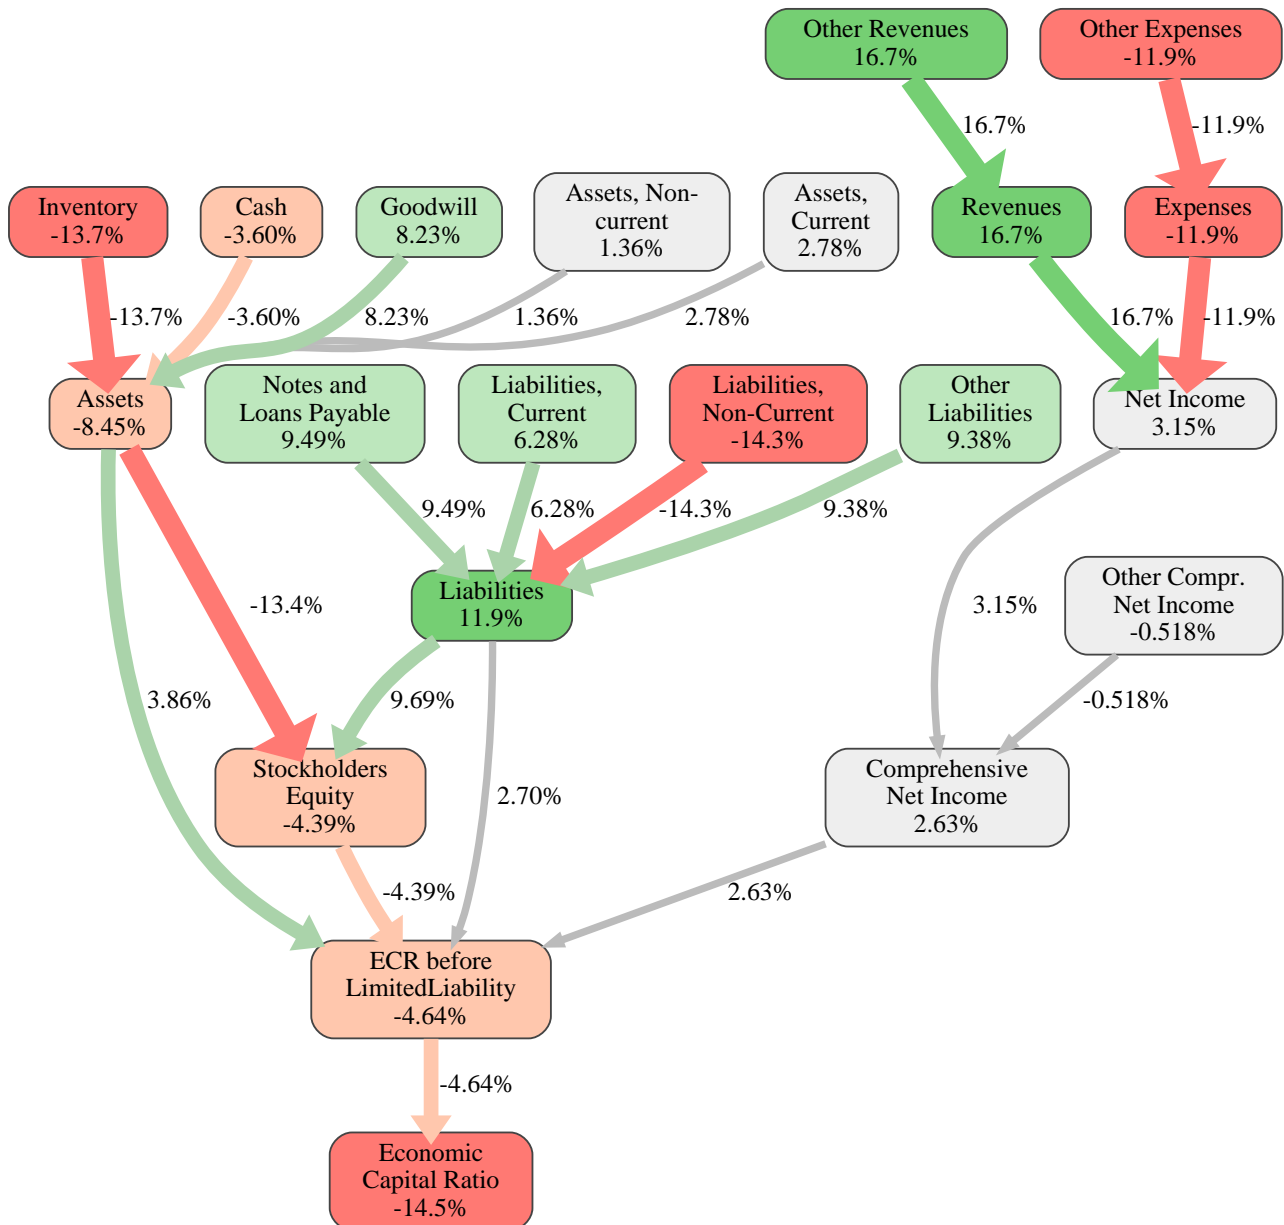 Other Revenues
16.7%
Other Expenses
-11.9%
16.7%
-11.9%
Inventory
-13.7%
Cash
-3.60%
Goodwill
8.23%
Assets, Non-
current
1.36%
Assets,
Current
2.78%
Revenues
16.7%
Expenses
-11.9%
-13.7%
-3.60%
8.23%
1.36%
2.78%
16.7%
-11.9%
Assets
-8.45%
Notes and
Loans Payable
9.49%
Liabilities,
Current
6.28%
Liabilities,
Non-Current
-14.3%
Other
Liabilities
9.38%
Net Income
3.15%
9.49%
6.28%
-14.3%
9.38%
Liabilities
11.9%
-13.4%
3.15%
Other Compr.
Net Income
-0.518%
3.86%
9.69%
-0.518%
Stockholders
Equity
-4.39%
2.70%
Comprehensive
Net Income
2.63%
-4.39%
2.63%
ECR before
LimitedLiability
-4.64%
-4.64%
Economic
Capital Ratio
-14.5%